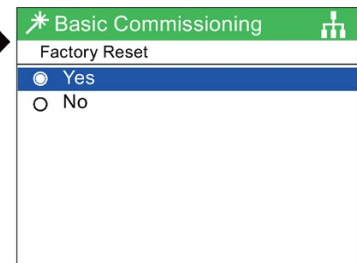 Basic Commissioning
Factory Reset
Yes
No